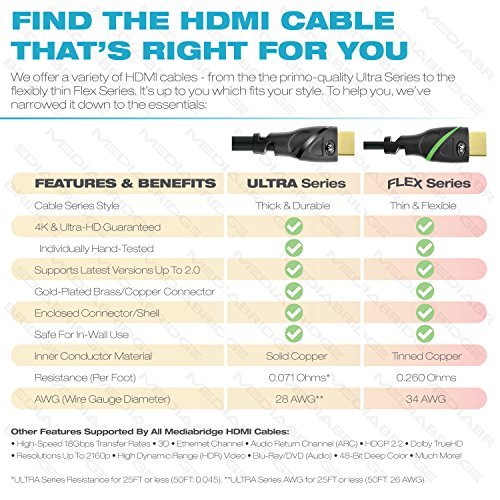 FIND THE HDMI CABLE
THAT'S RIGHT FOR YOU
We offer a variety of HDMI cables - from the the primo-quality Ultra Series to the
flexibly thin Flex Series. It's up to you which fits your style. To help you, we've
narrowed it down to the essentials:
FEATURES & BENEFITS ULTRA Series FLEX Series
Cable Series Style Thick & Durable Thin & Flexible
4K & Ultra-HD Guaranteed
Individually Hand-Tested
Supports Latest Versions Up To 2.0
Gold-Plated Brass/Copper Connector
Enclosed Connector/Shell
Safe For In-Wall Use
Inner Conductor Material Solid Copper Tinned Copper
Resistance (Per Foot) 0.071 Ohms* 0.260 Ohms
AWG (Wire Gauge Diameter) 28 AWG** 34 AWG
Other Features Supported By All Mediabridge HDMI Cables:
• High-Speed 18Gbps Transfer Rates • 3D • Ethernet Channel • Audio Return Channel (ARC) • HDCP 2.2 • Dolby TrueHD
• Resolutions Up To 2160p • High Dynamic Range (HDR) Video • Blu-Ray/DVD (Audio) • 48-Bit Deep Color • Much More!
*ULTRA Series Resistance for 25FT or less (50FT: 0.045). **ULTRA Series AWG for 25FT or less (50FT: 26 AWG).
MEDIABRIDGE